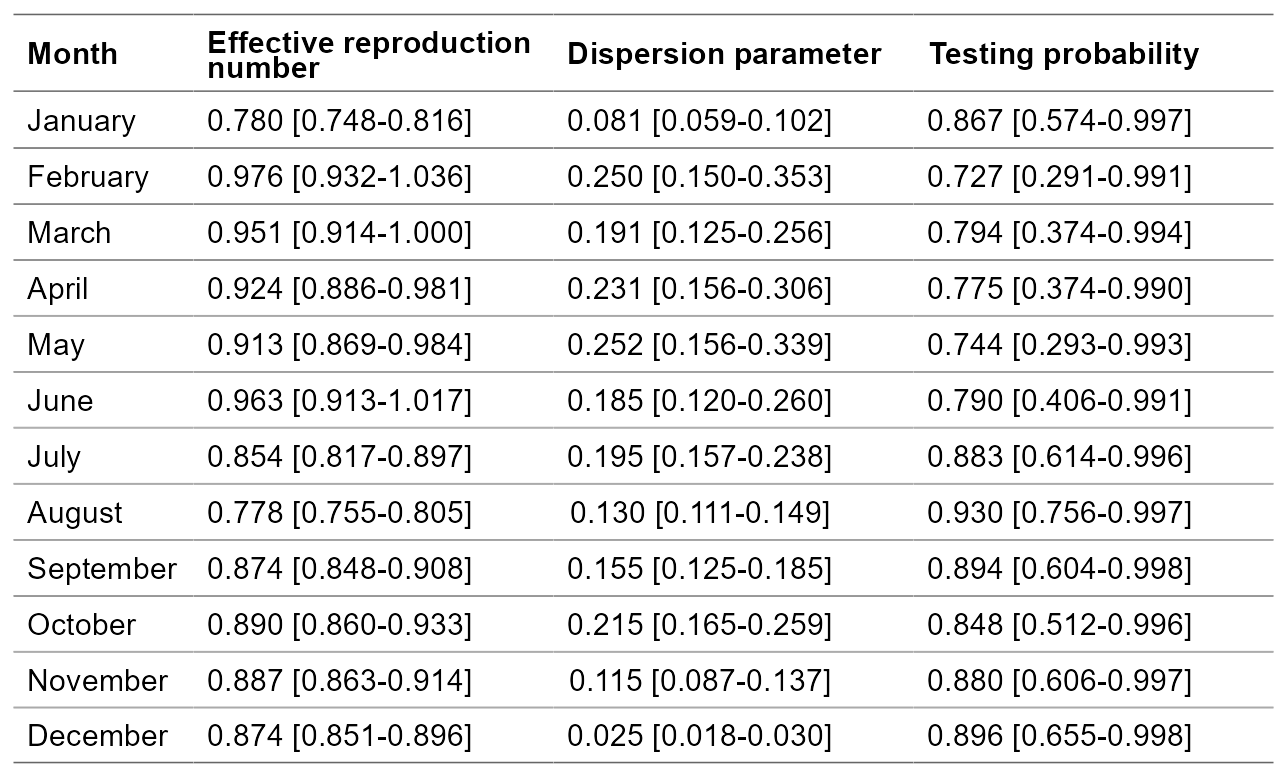 Month Effective reproduction number Dispersion parameter Testing probability
January 0.780 [0.748-0.816] 0.081 [0.059-0.102] 0.867 [0.574-0.997]
February 0.976 [0.932-1.036] 0.250 [0.150-0.353] 0.727 [0.291-0.991]
March 0.951 [0.914-1.000] 0.191 [0.125-0.256] 0.794 [0.374-0.994]
April 0.924 [0.886-0.981] 0.231 [0.156-0.306] 0.775 [0.374-0.990]
May 0.913 [0.869-0.984] 0.252 [0.156-0.339] 0.744 [0.293-0.993]
June 0.963 [0.913-1.017] 0.185 [0.120-0.260] 0.790 [0.406-0.991]
July 0.854 [0.817-0.897] 0.195 [0.157-0.238] 0.883 [0.614-0.996]
August 0.778 [0.755-0.805] 0.130 [0.111-0.149] 0.930 [0.756-0.997]
September 0.874 [0.848-0.908] 0.155 [0.125-0.185] 0.894 [0.604-0.998]
October 0.890 [0.860-0.933] 0.215 [0.165-0.259] 0.848 [0.512-0.996]
November 0.887 [0.863-0.914] 0.115 [0.087-0.137] 0.880 [0.606-0.997]
December 0.874 [0.851-0.896] 0.025 [0.018-0.030] 0.896 [0.655-0.998]